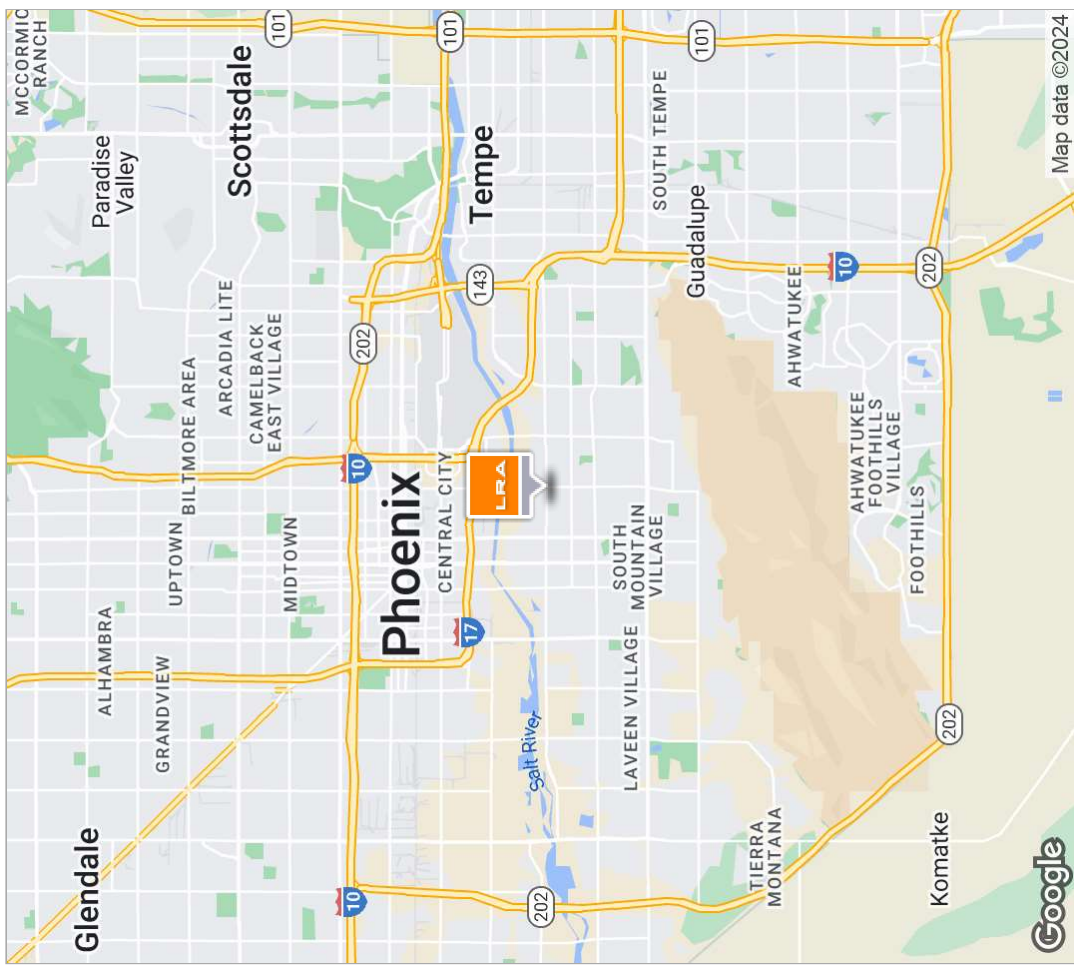 MCCORMIC
RANCH
Glendale
ALHAMBRA
Paradise
Valley
GRANDVIEW
UPTOWN
BILTMORE AREA
ARCADIA LITE
Scottsdale
CAMELBACK
EAST VILLAGE
101
MIDTOWN
10
10
202
Phoenix
CENTRAL CITY
101
17
143
Tempe
LRA
Salt River
202
LAVEEN VILLAGE
SOUTH
MOUNTAIN
VILLAGE
SOUTH TEMPE
Guadalupe
101
TIERRA
MONTANA
AHWATUKEE
10
AHWATUKEE
FOOTHILLS
VILLAGE
FOOTHILLS
202
Komatke
202
Google
Map data ©2024